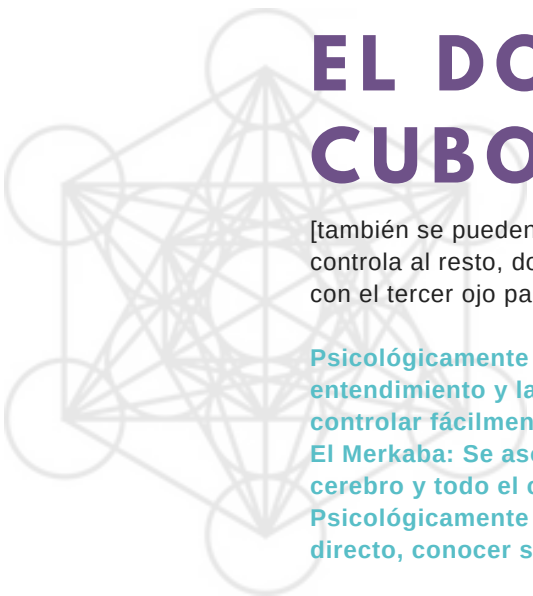 EL DO
CUBO
[también se pueden
controla al resto, do
con el tercer ojo pa
Psicológicamente
entendimiento y la
controlar fácilmen
El Merkaba: Se aso
cerebro y todo el c
Psicológicamente
directo, conocer s